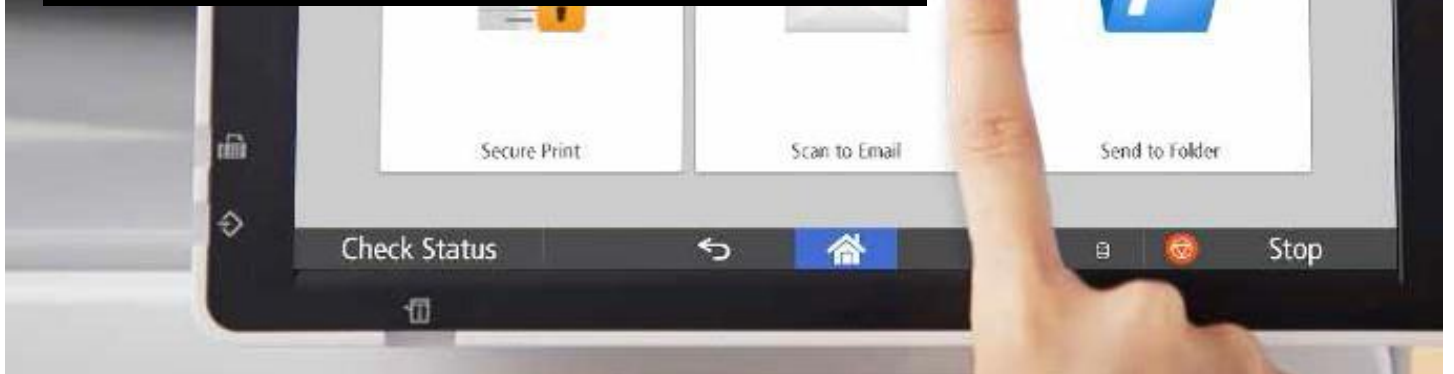 Secure Print
Scan to Email
Send to Folder
Check Status
Stop